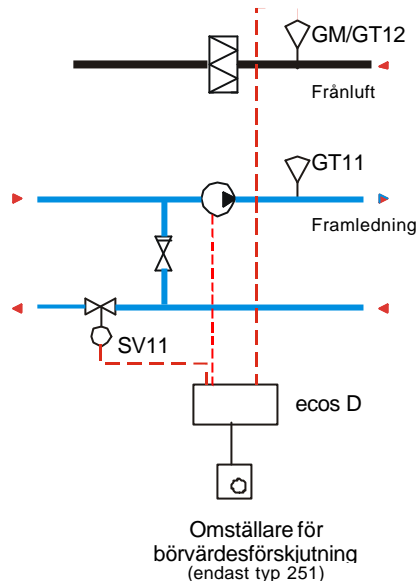 GM/GT12
Frånluft
GT11
Framledning
SV11
ecos D
Omställare för
börvärdesförskjutning
(endast typ 251)